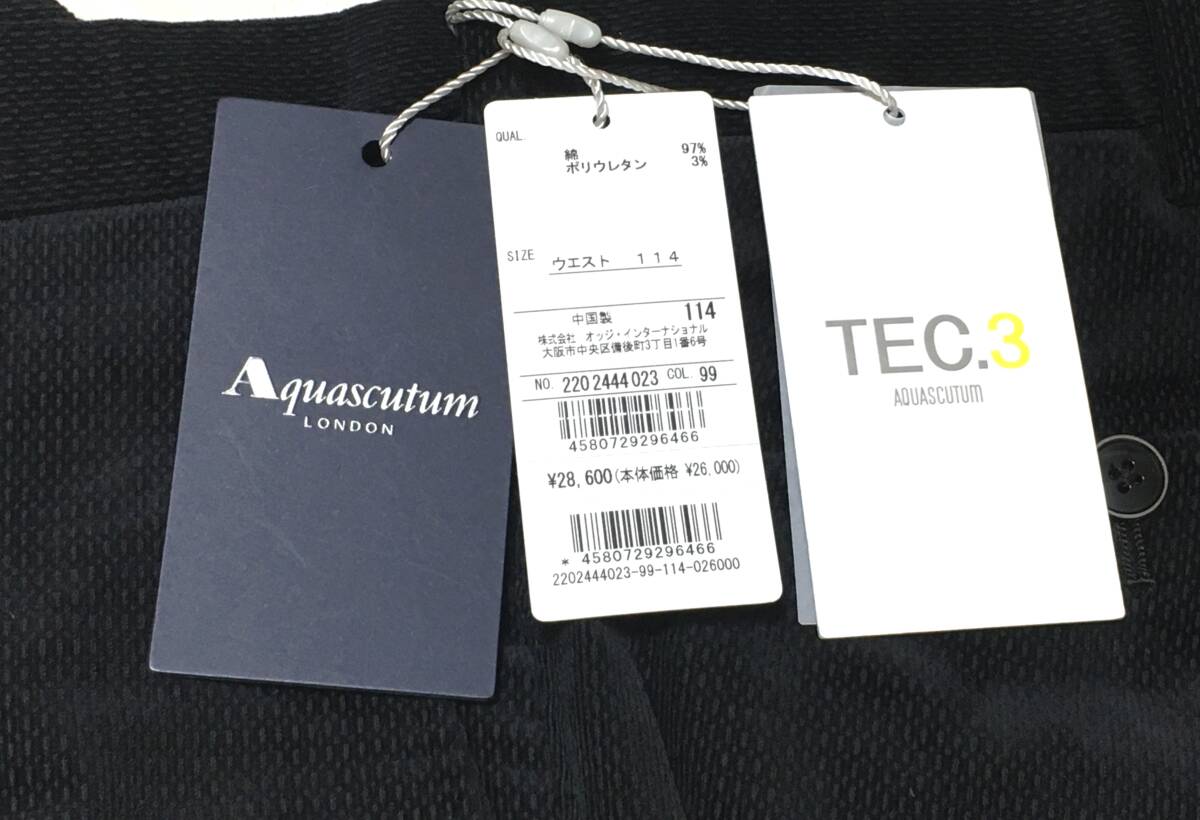 Aquascutum
LONDON
QUAL.
綿 97%
ポリウレタン 3%
SIZE ウエスト 114
中国製 114
株式会社 オッジ・インターナショナル
大阪市中央区備後町3丁目1番6号
NO. 2202444023 COL. 99
4580729296466
¥28,600(本体価格 ¥26,000)
* 4580729296466
2202444023-99-114-026000
TEC.3
AQUASCUTUM